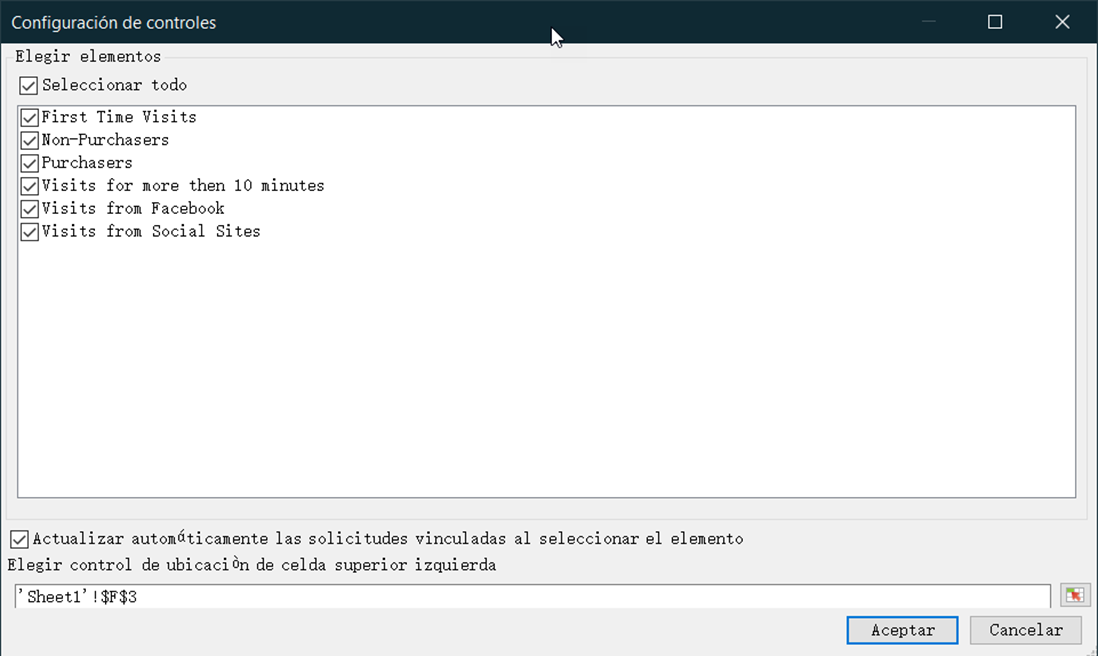 Configuración de controles
Elegir elementos
Seleccionar todo
First Time Visits
Non-Purchasers
Purchasers
Visits for more then 10 minutes
Visits from Facebook
Visits from Social Sites
Actualizar automáticamente las solicitudes vinculadas al seleccionar el elemento
Elegir control de ubicaciòn de celda superior izquierda
'Sheet1'!$F$3
Aceptar Cancelar